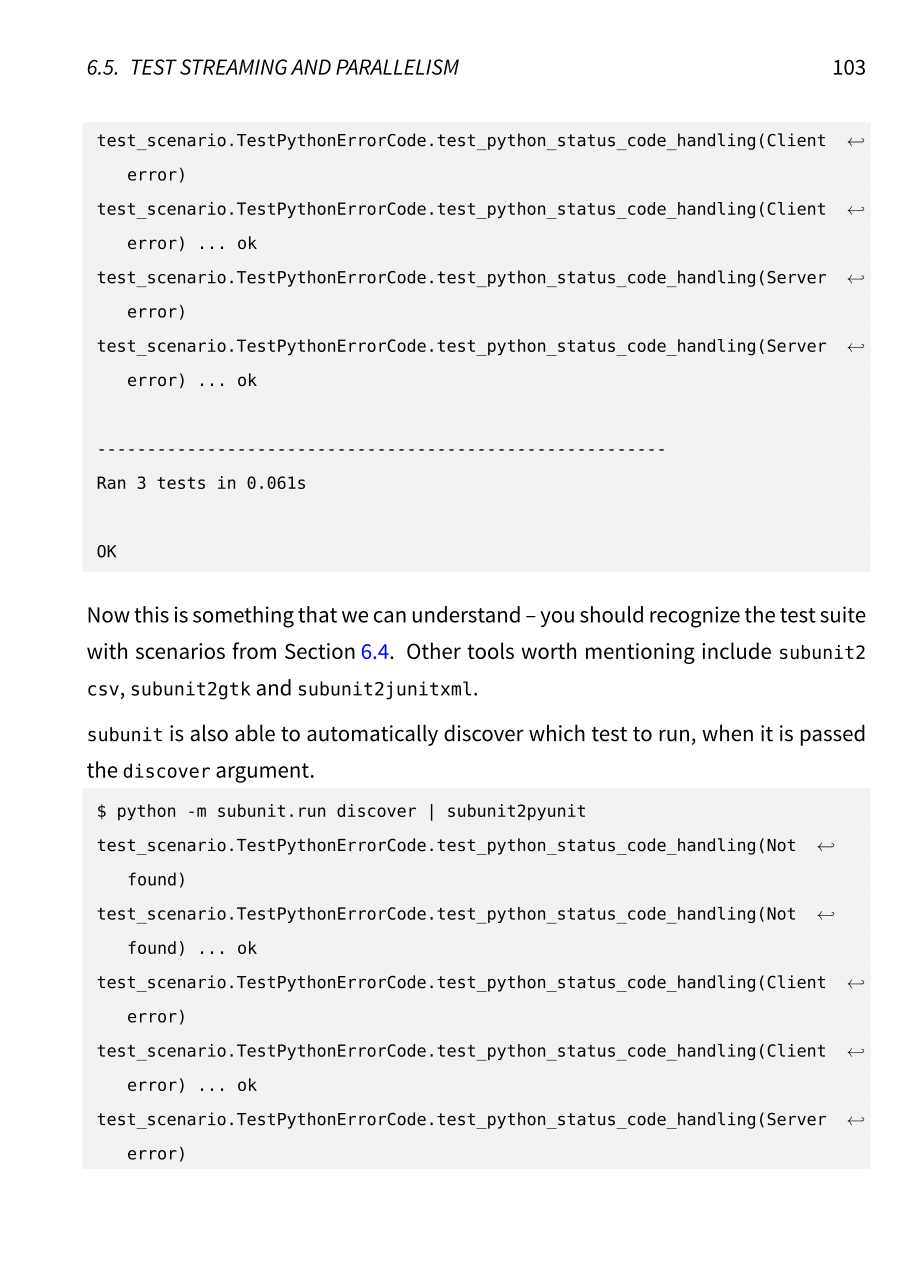 6.5. TEST STREAMING AND PARALLELISM 103
test_scenario.TestPythonErrorCode.test_python_status_code_handling(Client ↩
error)
test_scenario.TestPythonErrorCode.test_python_status_code_handling(Client ↩
error) ... ok
test_scenario.TestPythonErrorCode.test_python_status_code_handling(Server ↩
error)
test_scenario.TestPythonErrorCode.test_python_status_code_handling(Server ↩
error) ... ok
---------------------------------------------------------
Ran 3 tests in 0.061s
OK
Now this is something that we can understand – you should recognize the test suite
with scenarios from Section 6.4. Other tools worth mentioning include subunit2
csv, subunit2gtk and subunit2junitxml.
subunit is also able to automatically discover which test to run, when it is passed
the discover argument.
$ python -m subunit.run discover | subunit2pyunit
test_scenario.TestPythonErrorCode.test_python_status_code_handling(Not ↩
found)
test_scenario.TestPythonErrorCode.test_python_status_code_handling(Not ↩
found) ... ok
test_scenario.TestPythonErrorCode.test_python_status_code_handling(Client ↩
error)
test_scenario.TestPythonErrorCode.test_python_status_code_handling(Client ↩
error) ... ok
test_scenario.TestPythonErrorCode.test_python_status_code_handling(Server ↩
error)